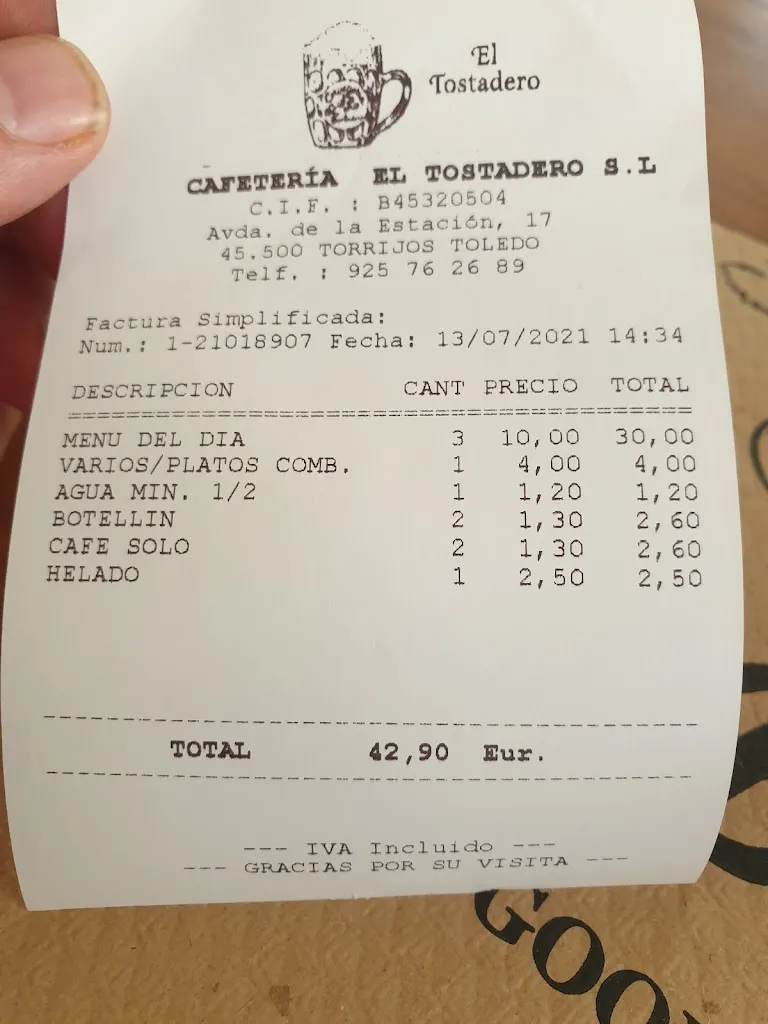 El
Tostadero
CAFETERÍA EL TOSTADERO S.L
C.I.F. : B45320504
Avda. de la Estación, 17
45.500 TORRIJOS TOLEDO
Telf. : 925 76 26 89
Factura Simplificada:
Num.: 1-21018907 Fecha: 13/07/2021 14:34
DESCRIPCION CANT PRECIO TOTAL
MENU DEL DIA 3 10,00 30,00
VARIOS/PLATOS COMB. 1 4,00 4,00
AGUA MIN. 1/2 1 1,20 1,20
BOTELLIN 2 1,30 2,60
CAFE SOLO 2 1,30 2,60
HELADO 1 2,50 2,50
TOTAL 42,90 Eur.
--- IVA Incluido ---
--- GRACIAS POR SU VISITA ---